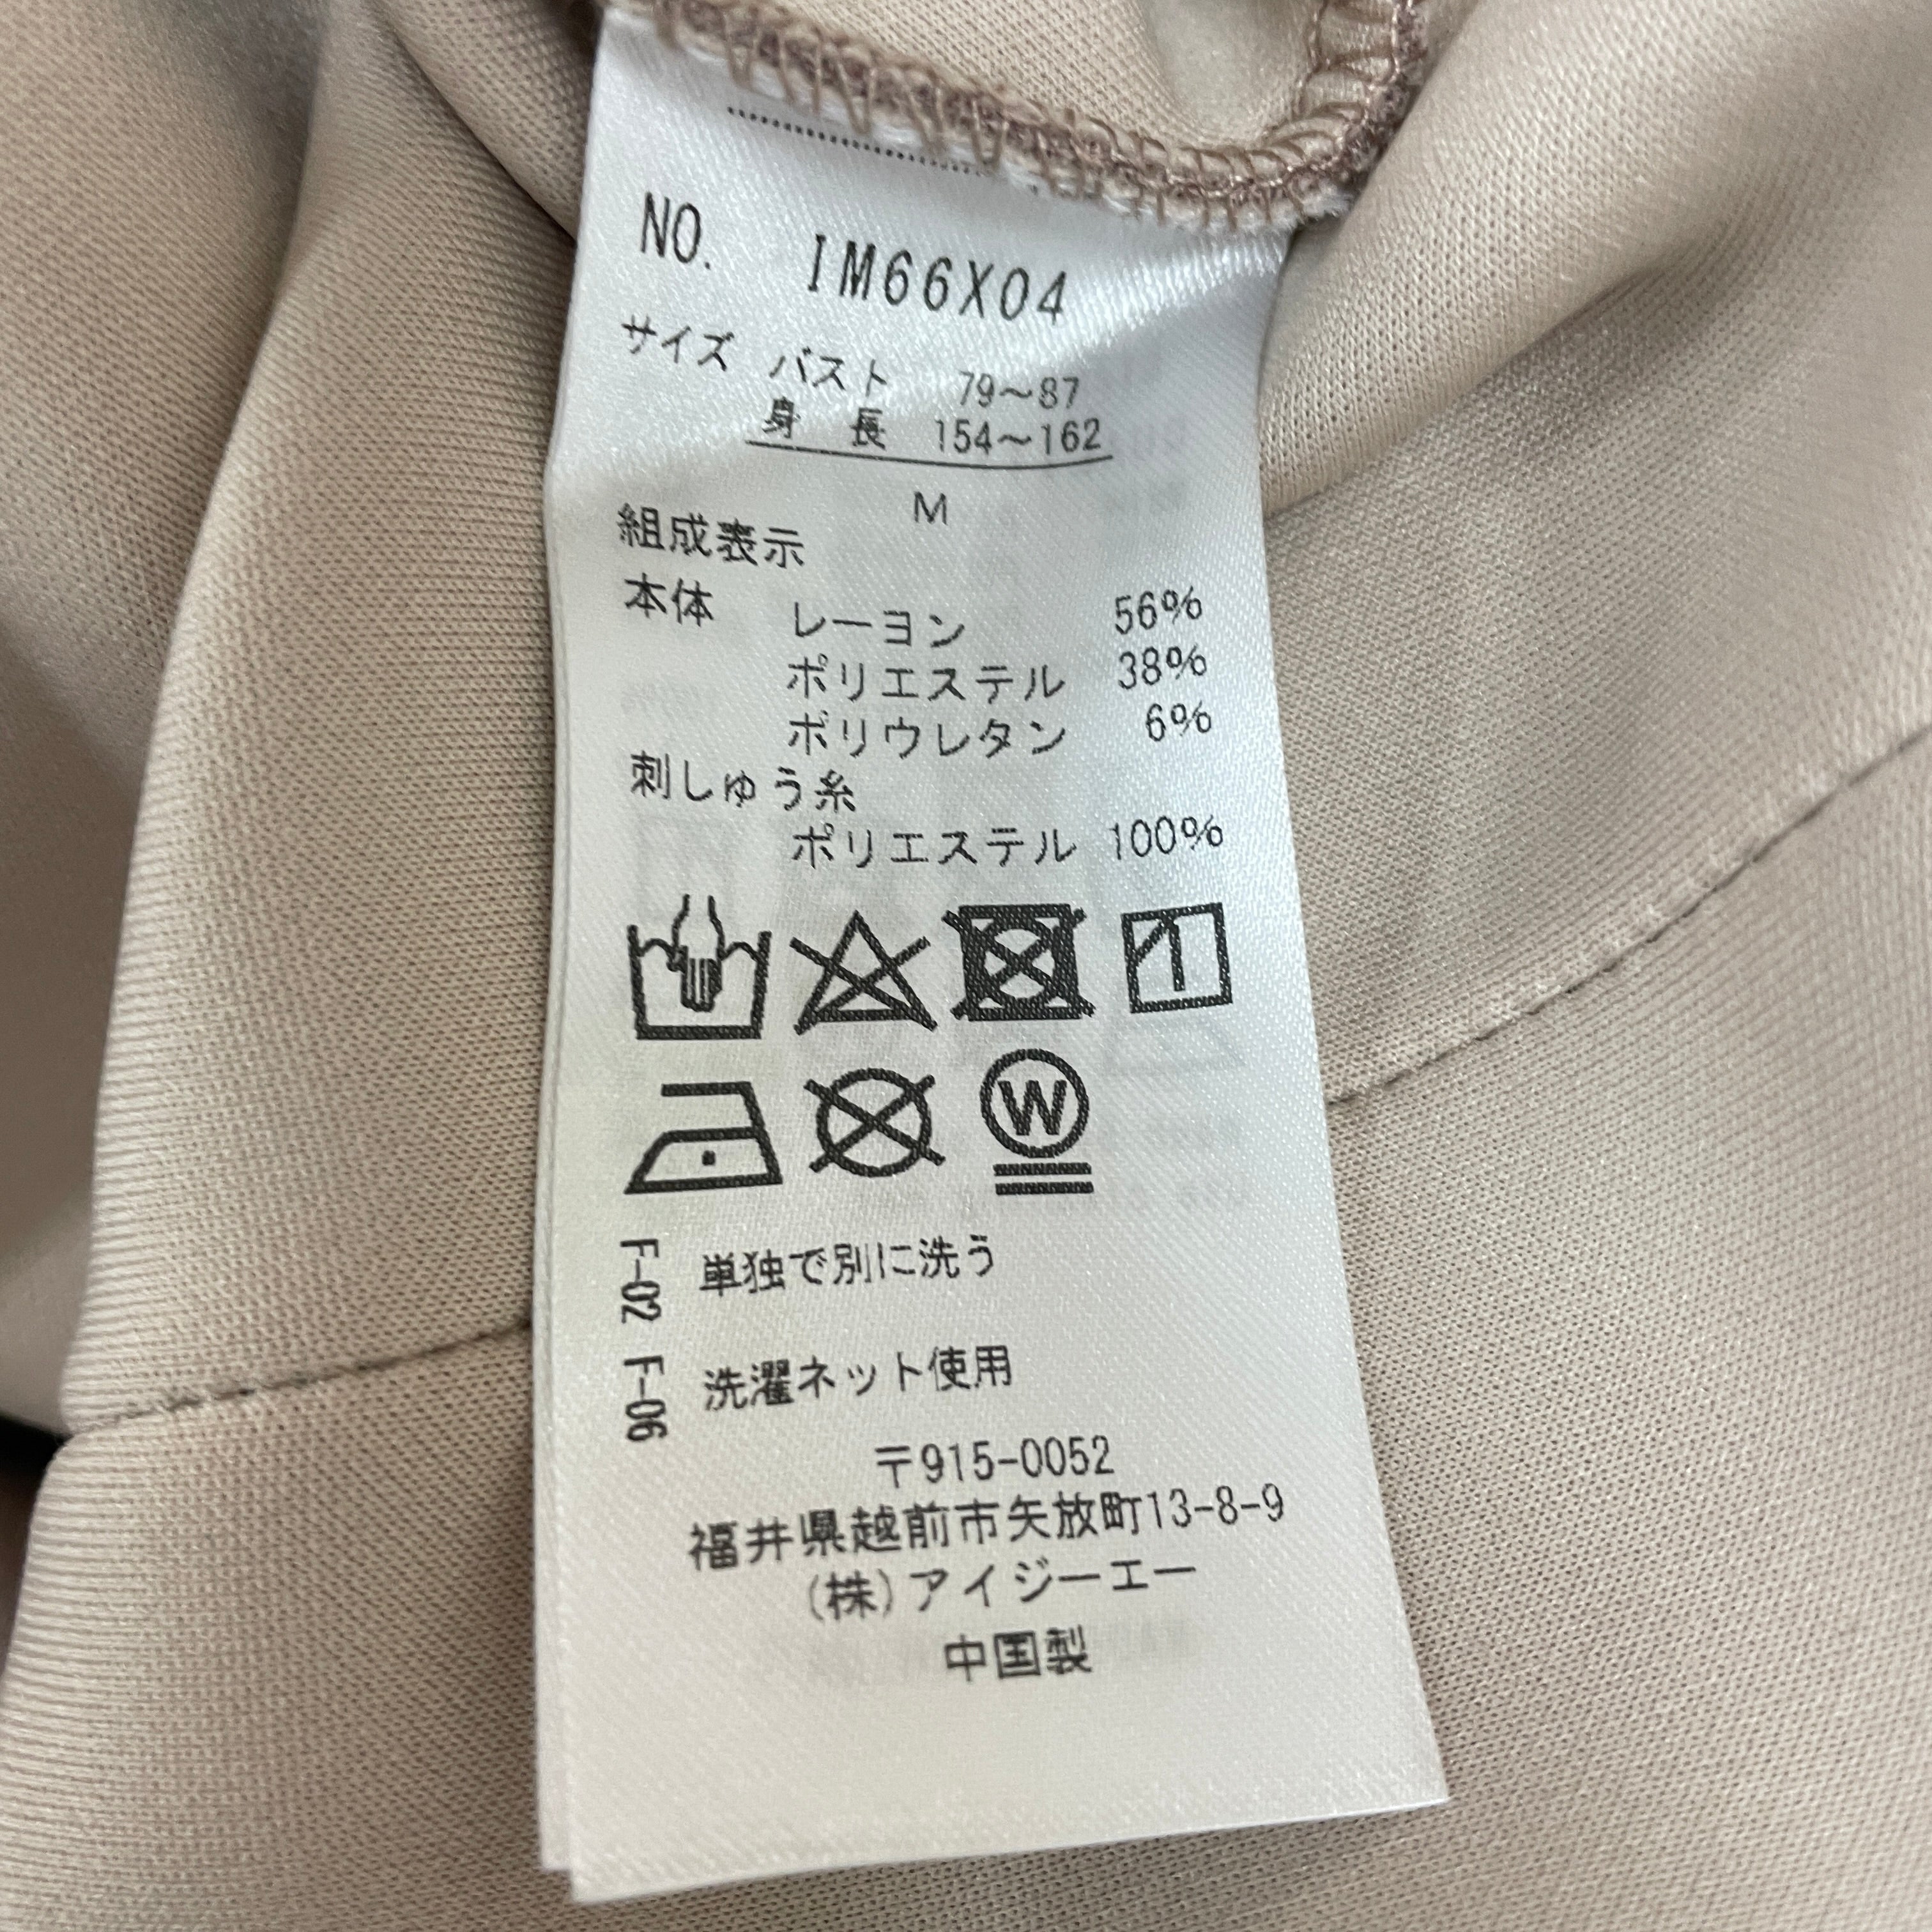 NO. IM66X04
サイズ バスト 79～87
身長 154～162
M
組成表示
本体 レーヨン 56%
ポリエステル 38%
ポリウレタン 6%
刺しゅう糸
ポリエステル 100%
W
F-02 単独で別に洗う
F-06 洗濯ネット使用
〒915-0052
福井県越前市矢放町13-8-9
(株)アイジーエー
中国製